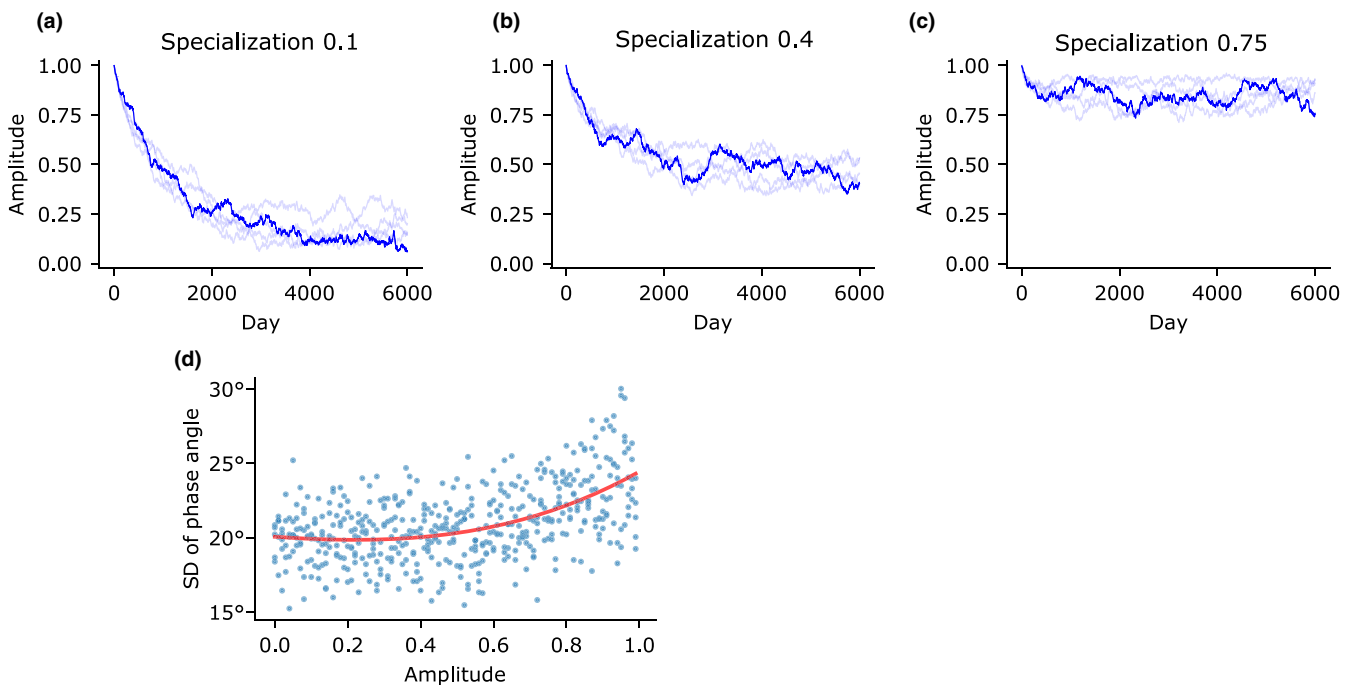 (a)
Specialization 0.1
1.00
0.75
0.50
0.25
0.00
Amplitude
0 2000 4000 6000
Day
(b)
Specialization 0.4
1.00
0.75
0.50
0.25
0.00
Amplitude
0 2000 4000 6000
Day
(c)
Specialization 0.75
1.00
0.75
0.50
0.25
0.00
Amplitude
0 2000 4000 6000
Day
(d)
30°
25°
20°
15°
SD of phase angle
0.0 0.2 0.4 0.6 0.8 1.0
Amplitude